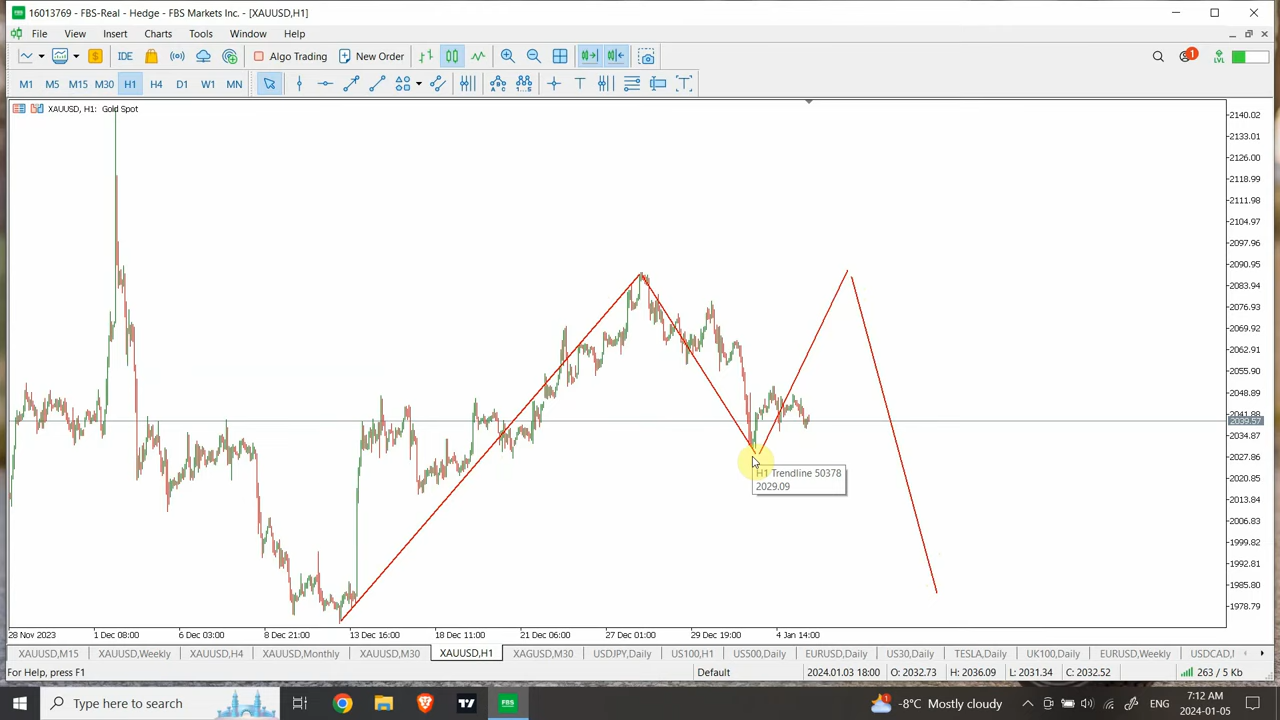 16013769 - FBS-Real - Hedge - FBS Markets Inc. - [XAUUSD,H1]
File View Insert Charts Tools Window Help
IDE Algo Trading New Order 1 LVL
M1 M5 M15 M30 H1 H4 D1 W1 MN
XAUUSD, H1: Gold Spot
2140.02
2133.01
2126.00
2118.99
2111.98
2104.97
2097.96
2090.95
2083.94
2076.93
2069.92
2062.91
2055.90
2048.89
2041.88
2039.57
2034.87
2027.86
2020.85
2013.84
2006.83
1999.82
1992.81
1985.80
1978.79
H1 Trendline 50378
2029.09
28 Nov 2023 1 Dec 08:00 6 Dec 03:00 8 Dec 21:00 13 Dec 16:00 18 Dec 11:00 21 Dec 06:00 27 Dec 01:00 29 Dec 19:00 4 Jan 14:00
XAUUSD,M15 XAUUSD,Weekly XAUUSD,H4 XAUUSD,Monthly XAUUSD,M30 XAUUSD,H1 XAGUSD,M30 USDJPY,Daily US100,H1 US500,Daily EURUSD,Daily US30,Daily TESLA,Daily UK100,Daily EURUSD,Weekly USDCAD,
For Help, press F1 Default 2024.01.03 18:00 O: 2032.73 H: 2036.09 L: 2031.34 C: 2032.52 263 / 5 Kb
Type here to search FBS 1 -8°C Mostly cloudy ENG 7:12 AM
2024-01-05